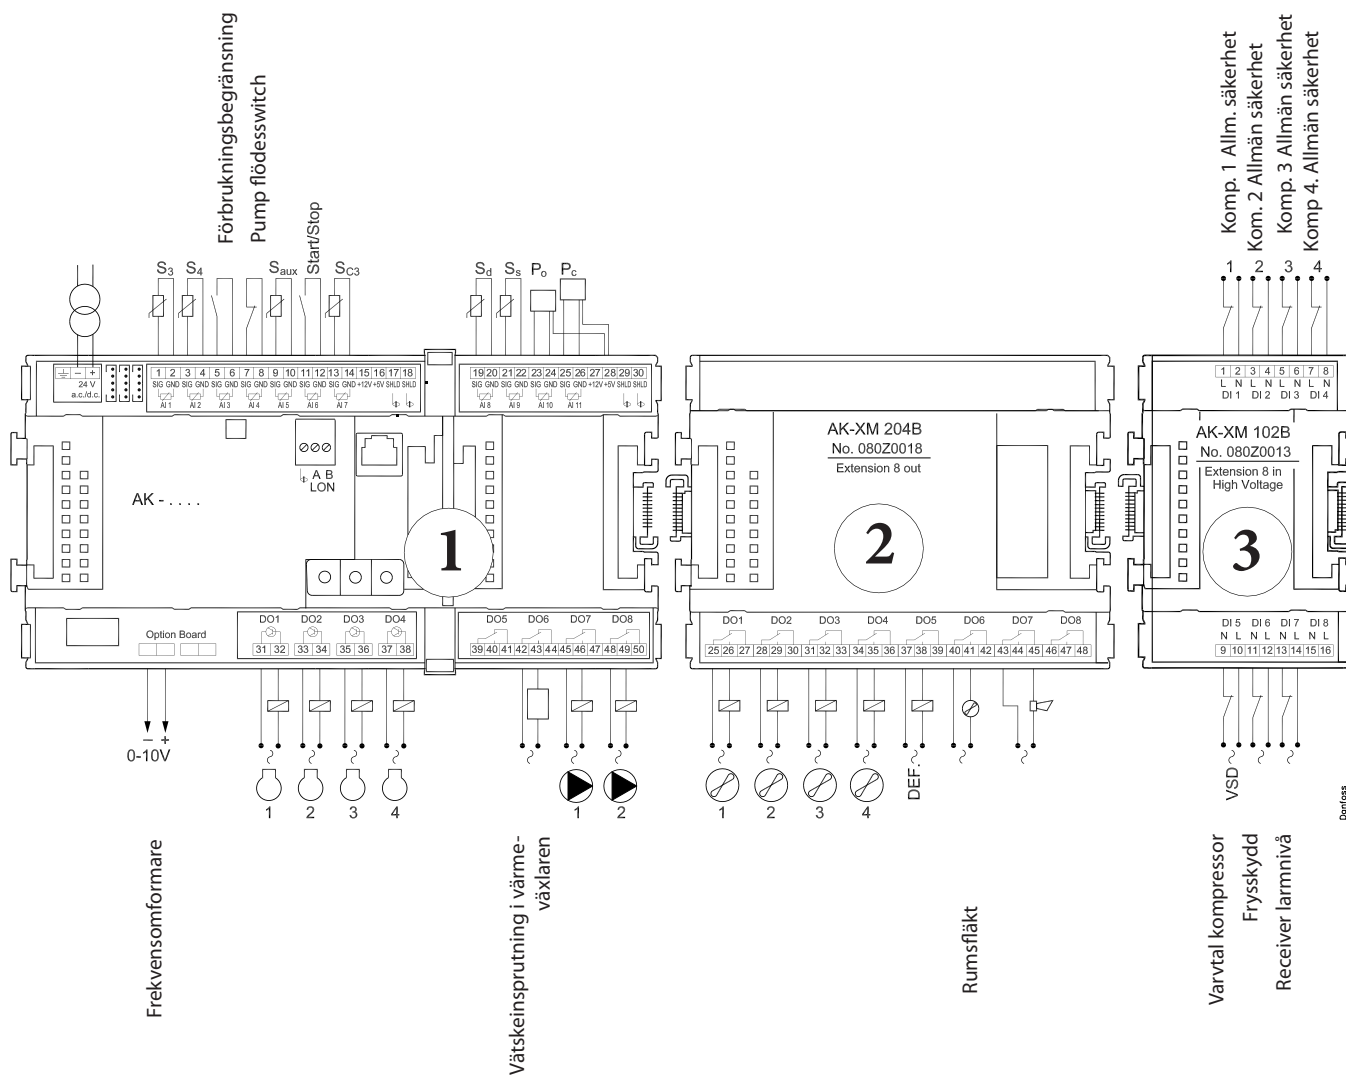 Förbrukningsbegränsning
Pump flödesswitch
Komp. 1 Allm. säkerhet
Kom. 2 Allmän säkerhet
Komp. 3 Allmän säkerhet
Komp 4. Allmän säkerhet
S3 S4 Saux Start/Stop SC3
Sd Ss Po Pc
1 2 3 4
– +
24 V
a.c./d.c.
1 2 3 4 5 6 7 8 9 10 11 12 13 14 15 16 17 18
SIG GND SIG GND SIG GND SIG GND SIG GND SIG GND SIG GND +12V +5V SHLD SHLD
AI 1 AI 2 AI 3 AI 4 AI 5 AI 6 AI 7
19 20 21 22 23 24 25 26 27 28 29 30
SIG GND SIG GND SIG GND SIG GND +12V +5V SHLD SHLD
AI 8 AI 9 AI 10 AI 11
1 2 3 4 5 6 7 8
L N L N L N L N
DI 1 DI 2 DI 3 DI 4
A B
LON
AK - . . . .
1
AK-XM 204B
No. 080Z0018
Extension 8 out
2
AK-XM 102B
No. 080Z0013
Extension 8 in
High Voltage
3
Option Board
DO1 DO2 DO3 DO4
31 32 33 34 35 36 37 38
DO5 DO6 DO7 DO8
39 40 41 42 43 44 45 46 47 48 49 50
DO1 DO2 DO3 DO4 DO5 DO6 DO7 DO8
25 26 27 28 29 30 31 32 33 34 35 36 37 38 39 40 41 42 43 44 45 46 47 48
DI 5 DI 6 DI 7 DI 8
N L N L N L N L
9 10 11 12 13 14 15 16
– +
0-10V
1 2 3 4
1 2
1 2 3 4
DEF.
VSD
Danfoss
Frekvensomformare
Vätskeinsprutning i värme-
växlaren
Rumsfläkt
Varvtal kompressor
Frysskydd
Receiver larmnivå